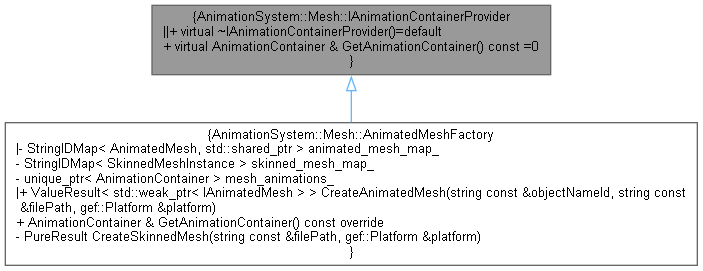 {AnimationSystem::Mesh::IAnimationContainerProvider
||+ virtual ~IAnimationContainerProvider()=default
+ virtual AnimationContainer & GetAnimationContainer() const =0
}
{AnimationSystem::Mesh::AnimatedMeshFactory
|- StringIDMap< AnimatedMesh, std::shared_ptr > animated_mesh_map_
- StringIDMap< SkinnedMeshInstance > skinned_mesh_map_
- unique_ptr< AnimationContainer > mesh_animations_
|+ ValueResult< std::weak_ptr< IAnimatedMesh > > CreateAnimatedMesh(string const &objectNameId, string const
&filePath, gef::Platform &platform)
+ AnimationContainer & GetAnimationContainer() const override
- PureResult CreateSkinnedMesh(string const &filePath, gef::Platform &platform)
}